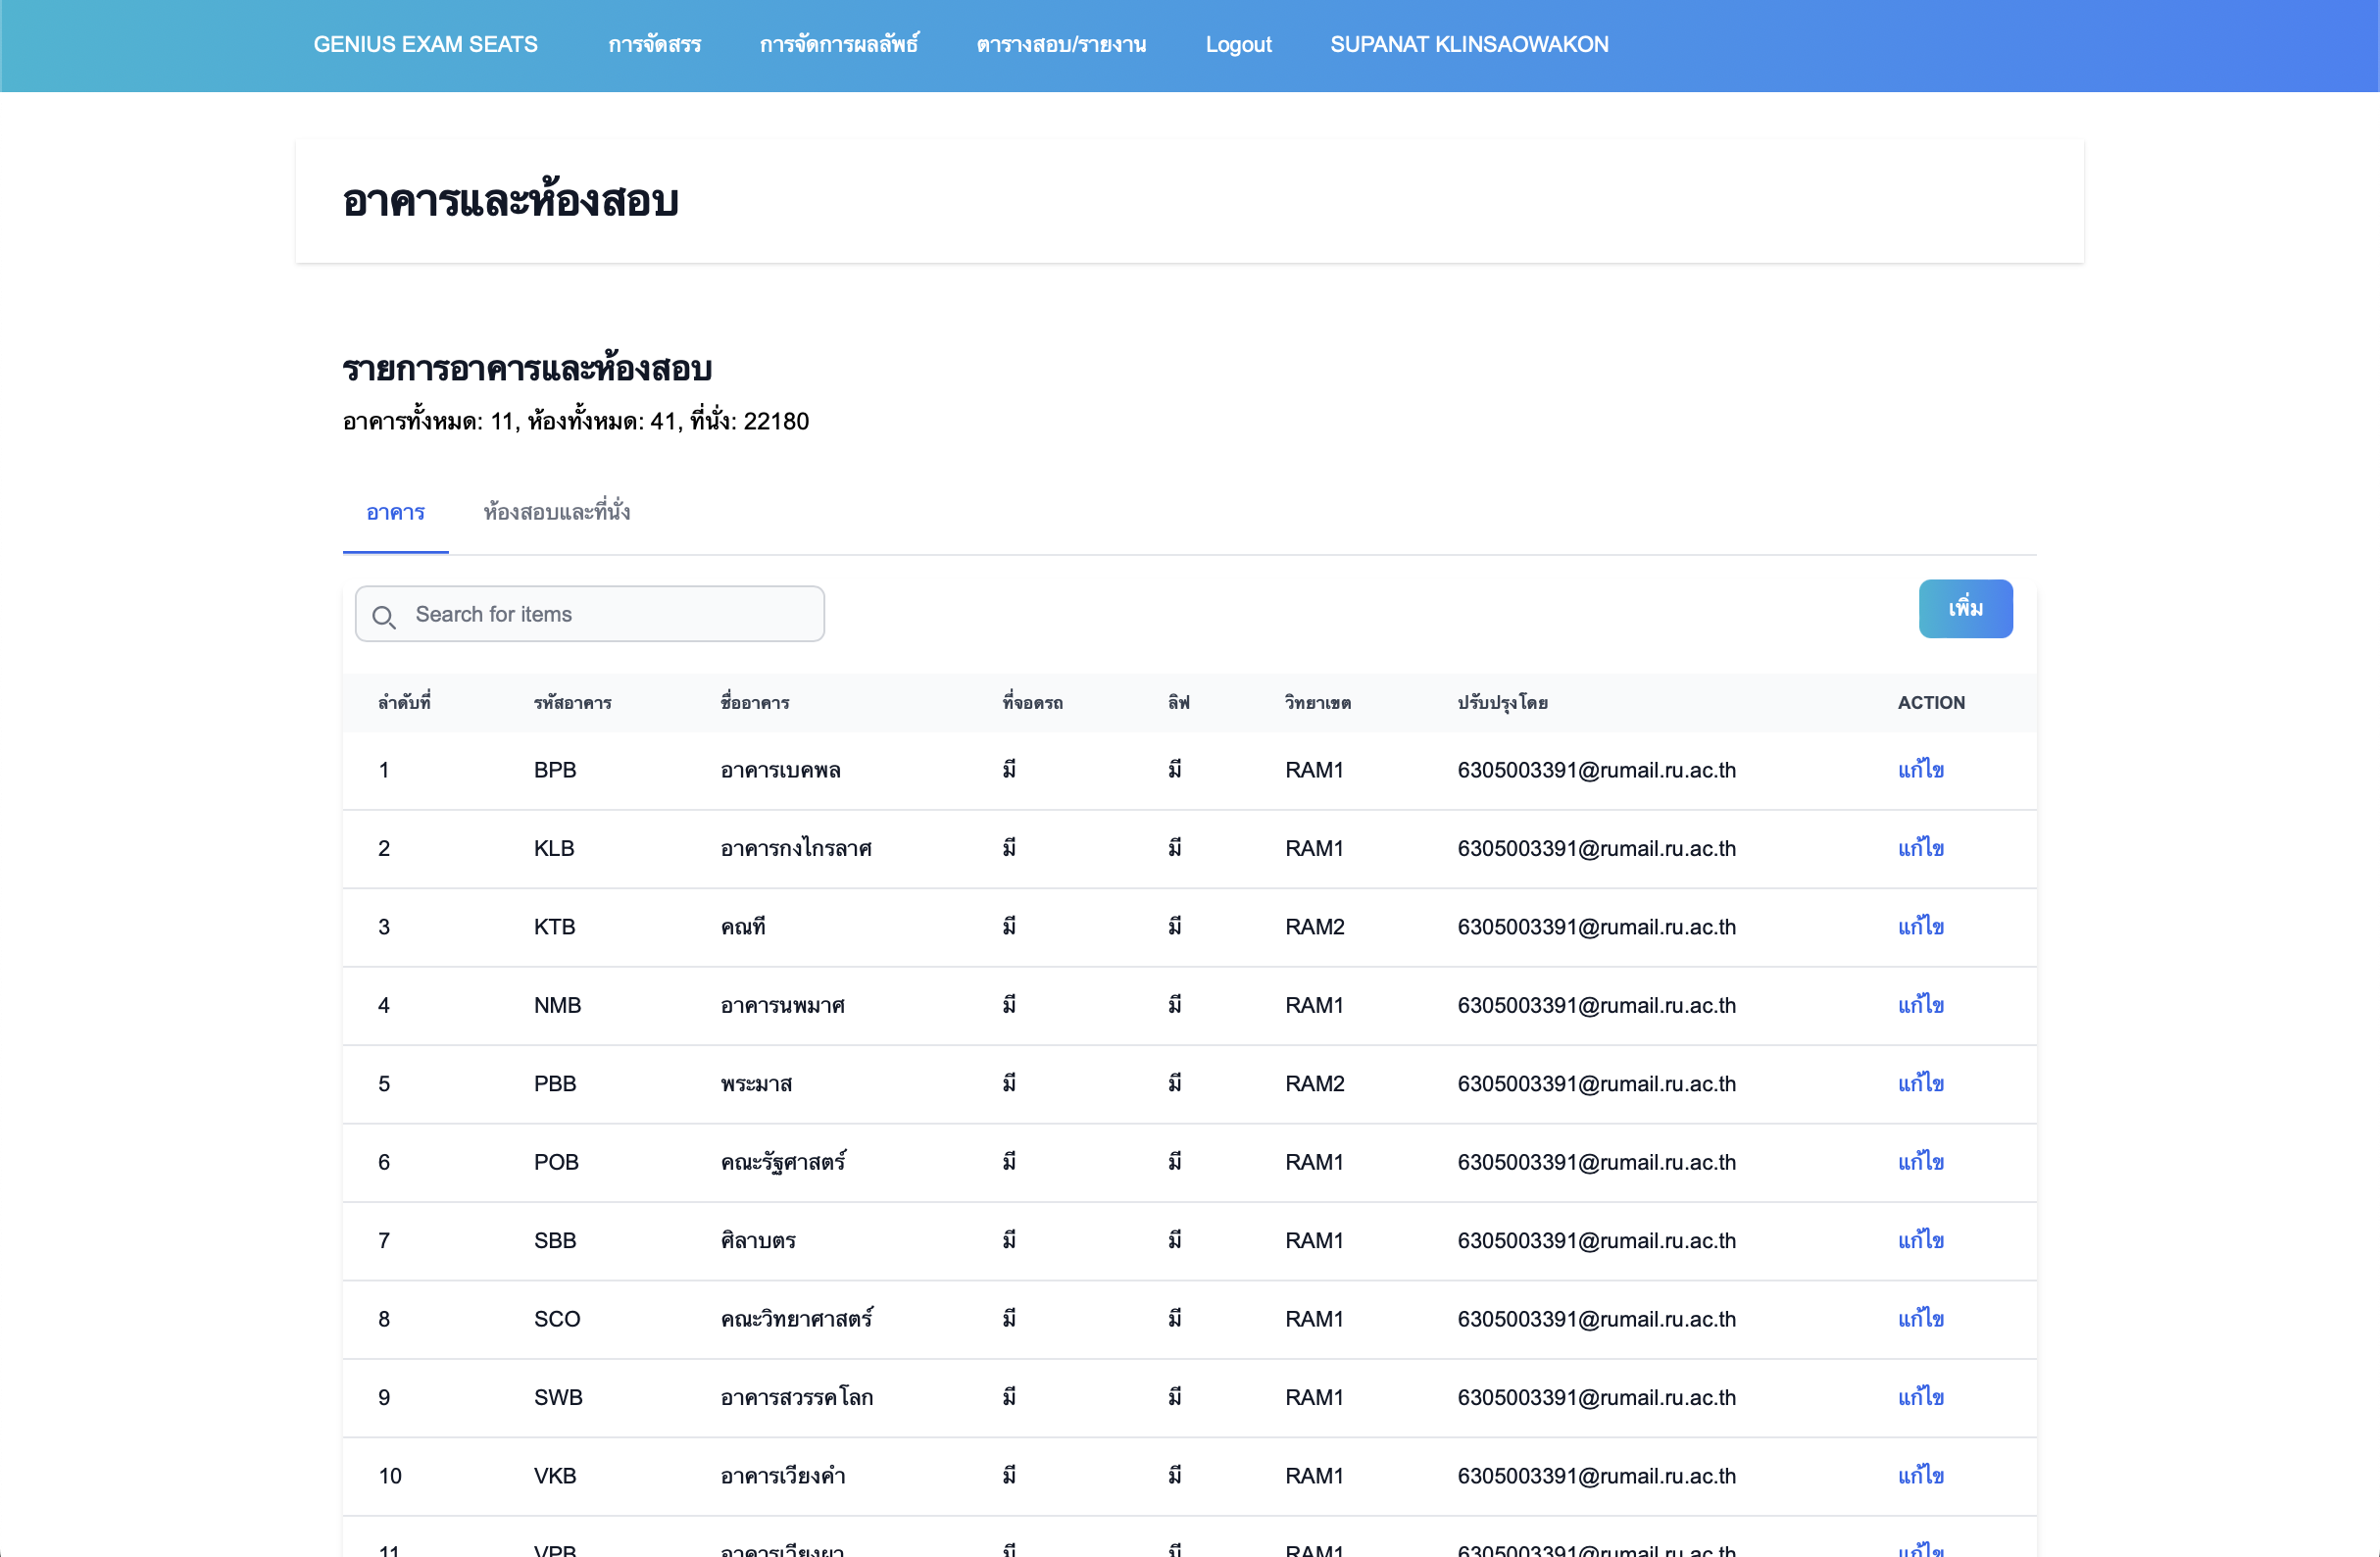 GENIUS EXAM SEATS การจัดสรร การจัดการผลลัพธ์ ตารางสอบ/รายงาน Logout SUPANAT KLINSAOWAKON
อาคารและห้องสอบ
รายการอาคารและห้องสอบ
อาคารทั้งหมด: 11, ห้องทั้งหมด: 41, ที่นั่ง: 22180
อาคาร ห้องสอบและที่นั่ง
Search for items เพิ่ม
ลำดับที่ รหัสอาคาร ชื่ออาคาร ที่จอดรถ ลิฟ วิทยาเขต ปรับปรุงโดย ACTION
1 BPB อาคารเบคพล มี มี RAM1 6305003391@rumail.ru.ac.th แก้ไข
2 KLB อาคารกงไกรลาศ มี มี RAM1 6305003391@rumail.ru.ac.th แก้ไข
3 KTB คณที มี มี RAM2 6305003391@rumail.ru.ac.th แก้ไข
4 NMB อาคารนพมาศ มี มี RAM1 6305003391@rumail.ru.ac.th แก้ไข
5 PBB พระมาส มี มี RAM2 6305003391@rumail.ru.ac.th แก้ไข
6 POB คณะรัฐศาสตร์ มี มี RAM1 6305003391@rumail.ru.ac.th แก้ไข
7 SBB ศิลาบตร มี มี RAM1 6305003391@rumail.ru.ac.th แก้ไข
8 SCO คณะวิทยาศาสตร์ มี มี RAM1 6305003391@rumail.ru.ac.th แก้ไข
9 SWB อาคารสวรรคโลก มี มี RAM1 6305003391@rumail.ru.ac.th แก้ไข
10 VKB อาคารเวียงคำ มี มี RAM1 6305003391@rumail.ru.ac.th แก้ไข
11 VPB อาคารเวียงผา มี มี RAM1 6305003391@rumail.ru.ac.th แก้ไข